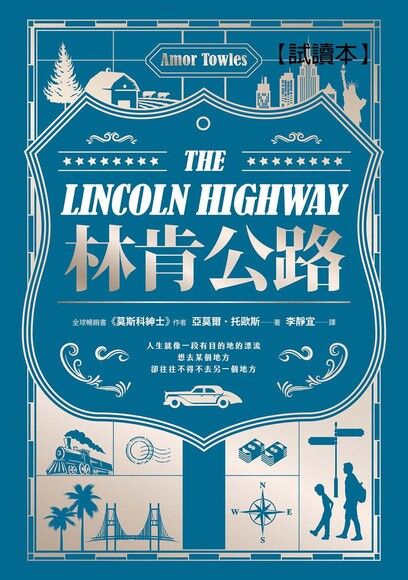 Amor Towles
【試讀本】
THE
LINCOLN HIGHWAY
林肯公路
全球暢銷書《莫斯科紳士》作者 亞莫爾・托歐斯──著 李靜宜──譯
人生就像一段有目的地的漂流
想去某個地方
卻往往不得不去另一個地方
N
W E
S